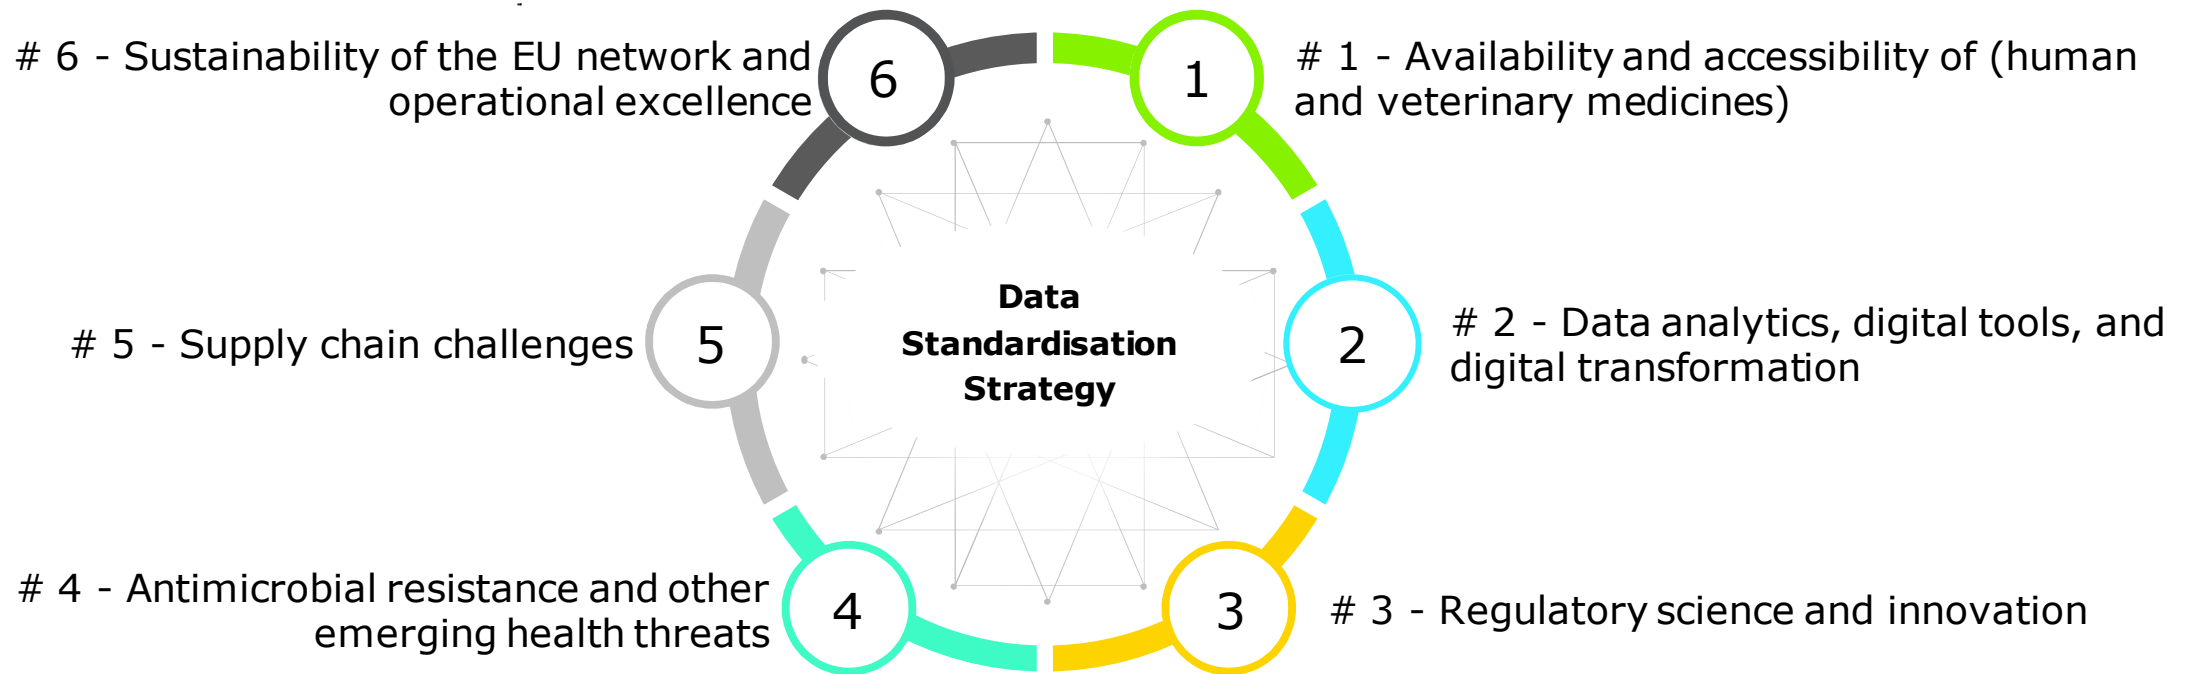 # 6 - Sustainability of the EU network and
operational excellence
6
1
# 1 - Availability and accessibility of (human
and veterinary medicines)
# 5 - Supply chain challenges
5
Data
Standardisation
Strategy
2
# 2 - Data analytics, digital tools, and
digital transformation
# 4 - Antimicrobial resistance and other
emerging health threats
4
3
# 3 - Regulatory science and innovation